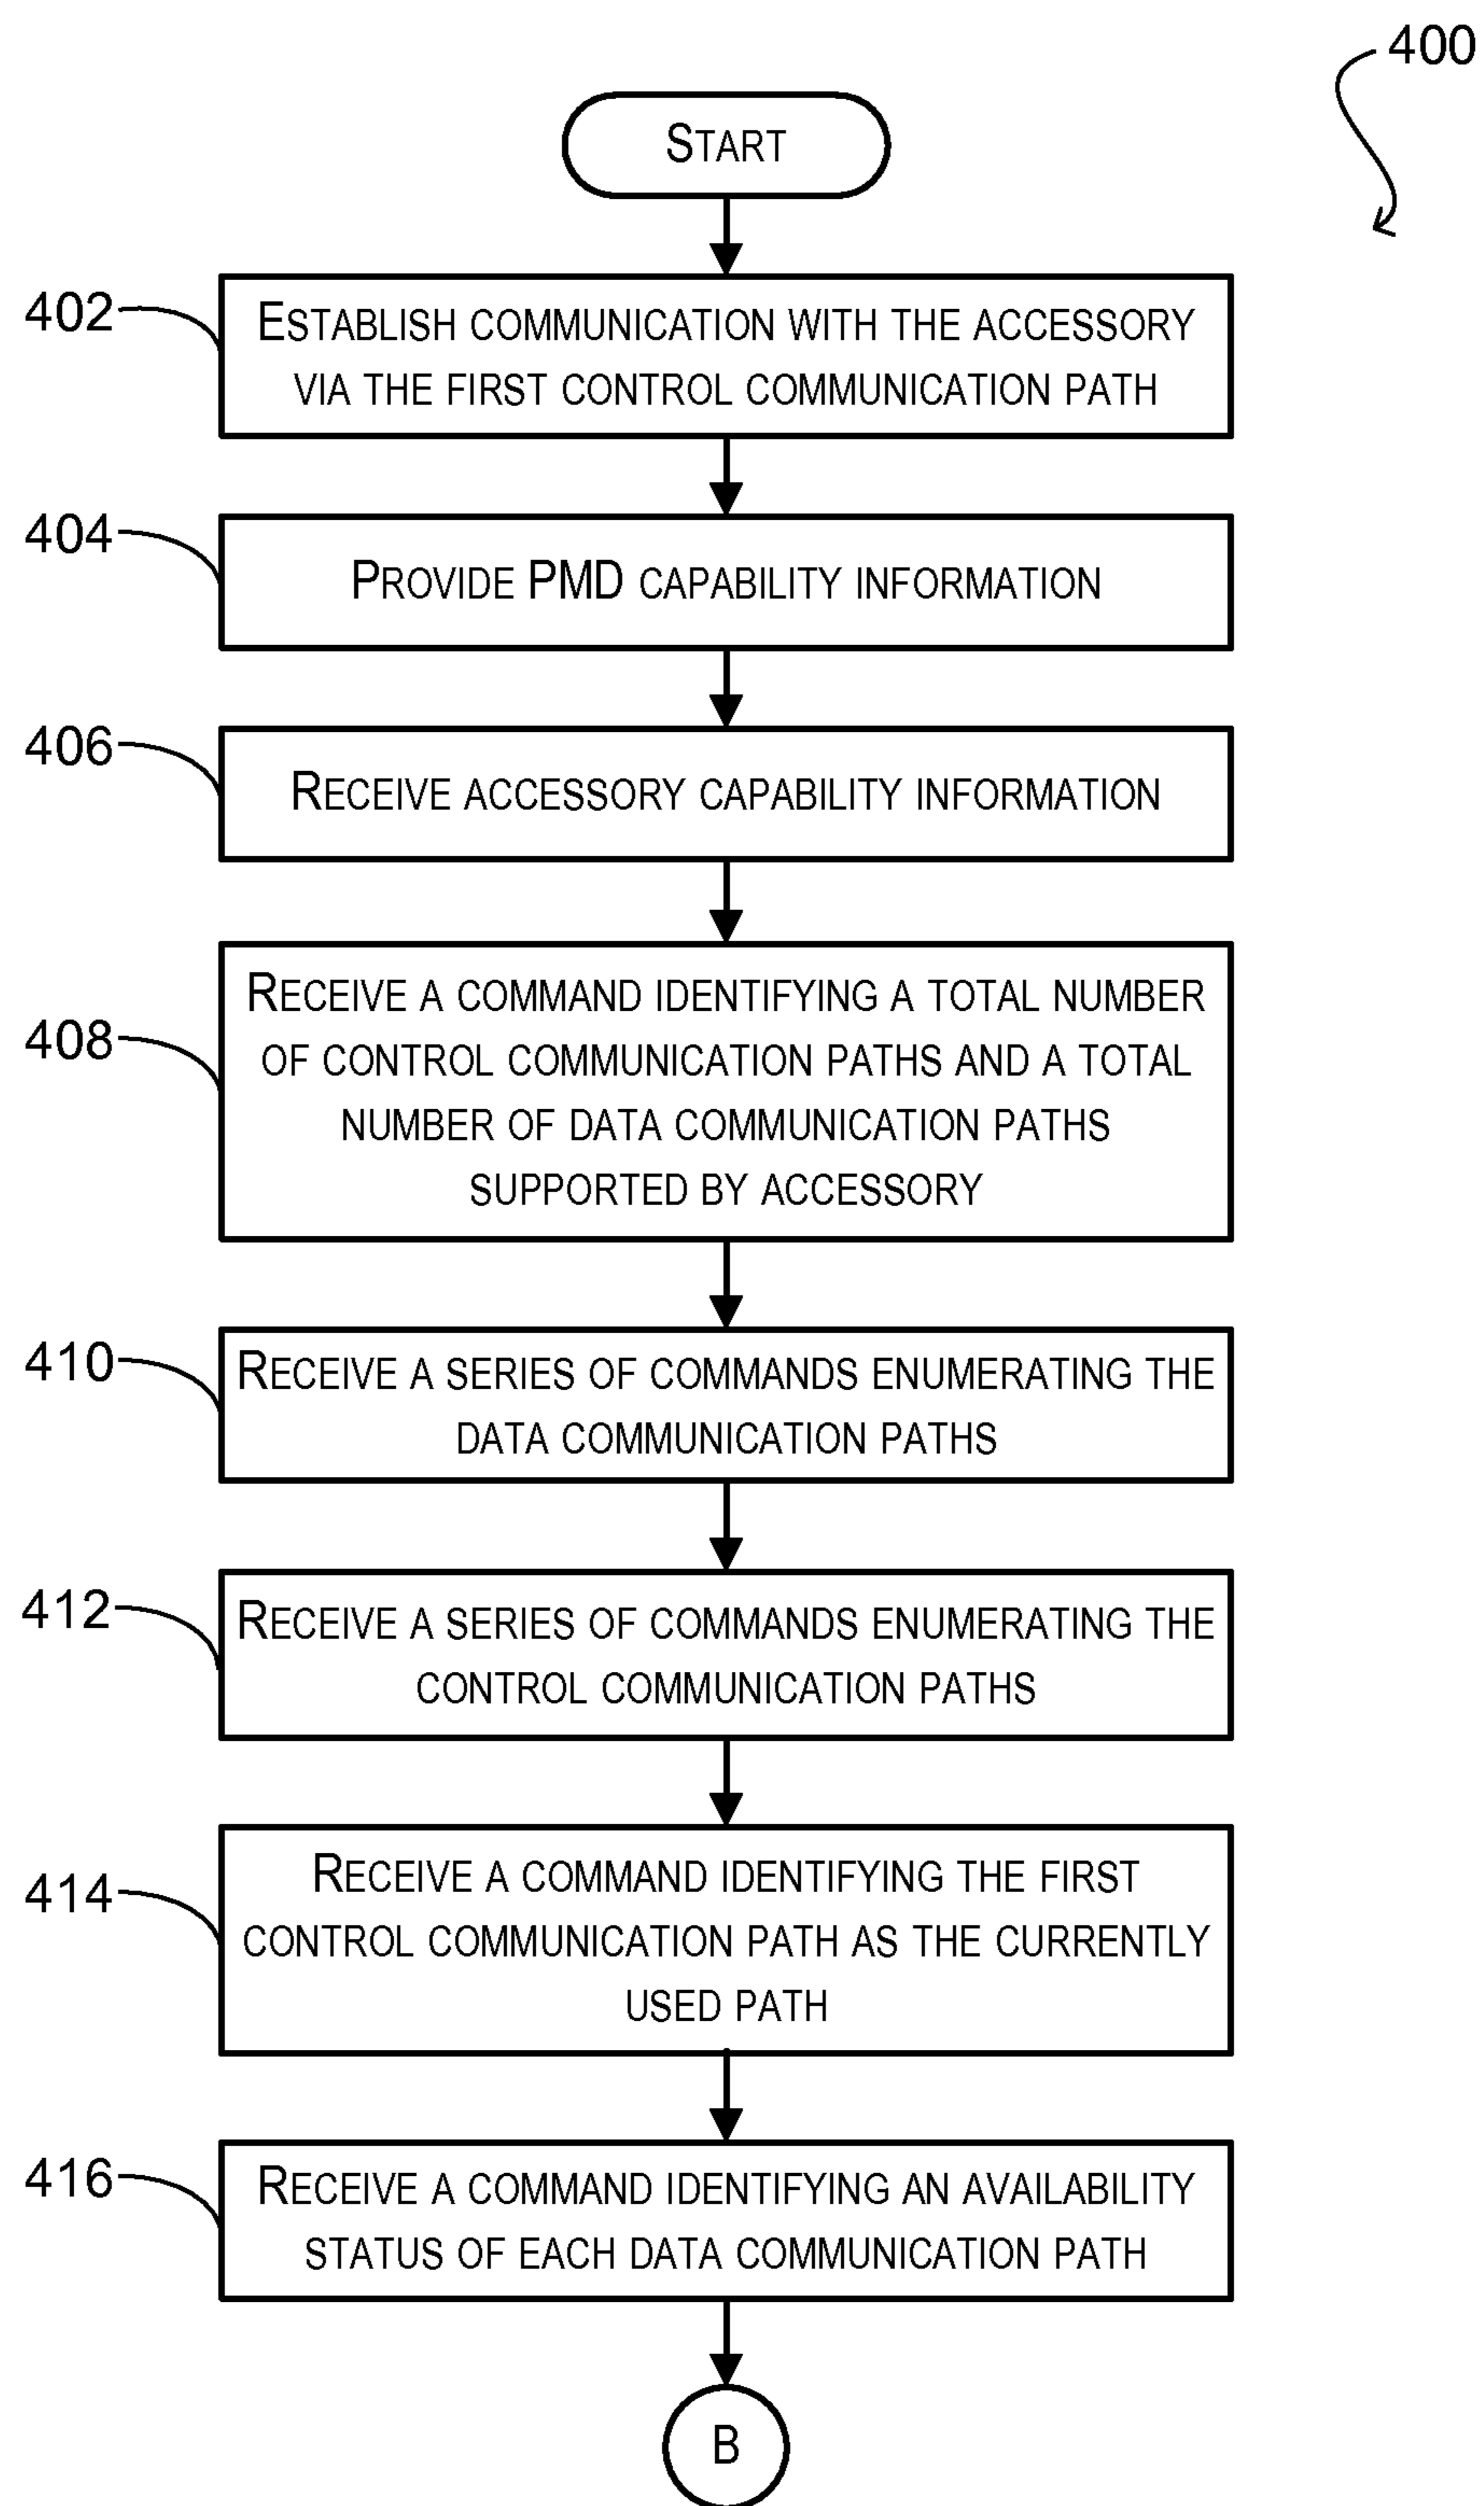 400
START
402
ESTABLISH COMMUNICATION WITH THE ACCESSORY
VIA THE FIRST CONTROL COMMUNICATION PATH
404
PROVIDE PMD CAPABILITY INFORMATION
406
RECEIVE ACCESSORY CAPABILITY INFORMATION
408
RECEIVE A COMMAND IDENTIFYING A TOTAL NUMBER
OF CONTROL COMMUNICATION PATHS AND A TOTAL
NUMBER OF DATA COMMUNICATION PATHS
SUPPORTED BY ACCESSORY
410
RECEIVE A SERIES OF COMMANDS ENUMERATING THE
DATA COMMUNICATION PATHS
412
RECEIVE A SERIES OF COMMANDS ENUMERATING THE
CONTROL COMMUNICATION PATHS
414
RECEIVE A COMMAND IDENTIFYING THE FIRST
CONTROL COMMUNICATION PATH AS THE CURRENTLY
USED PATH
416
RECEIVE A COMMAND IDENTIFYING AN AVAILABILITY
STATUS OF EACH DATA COMMUNICATION PATH
B